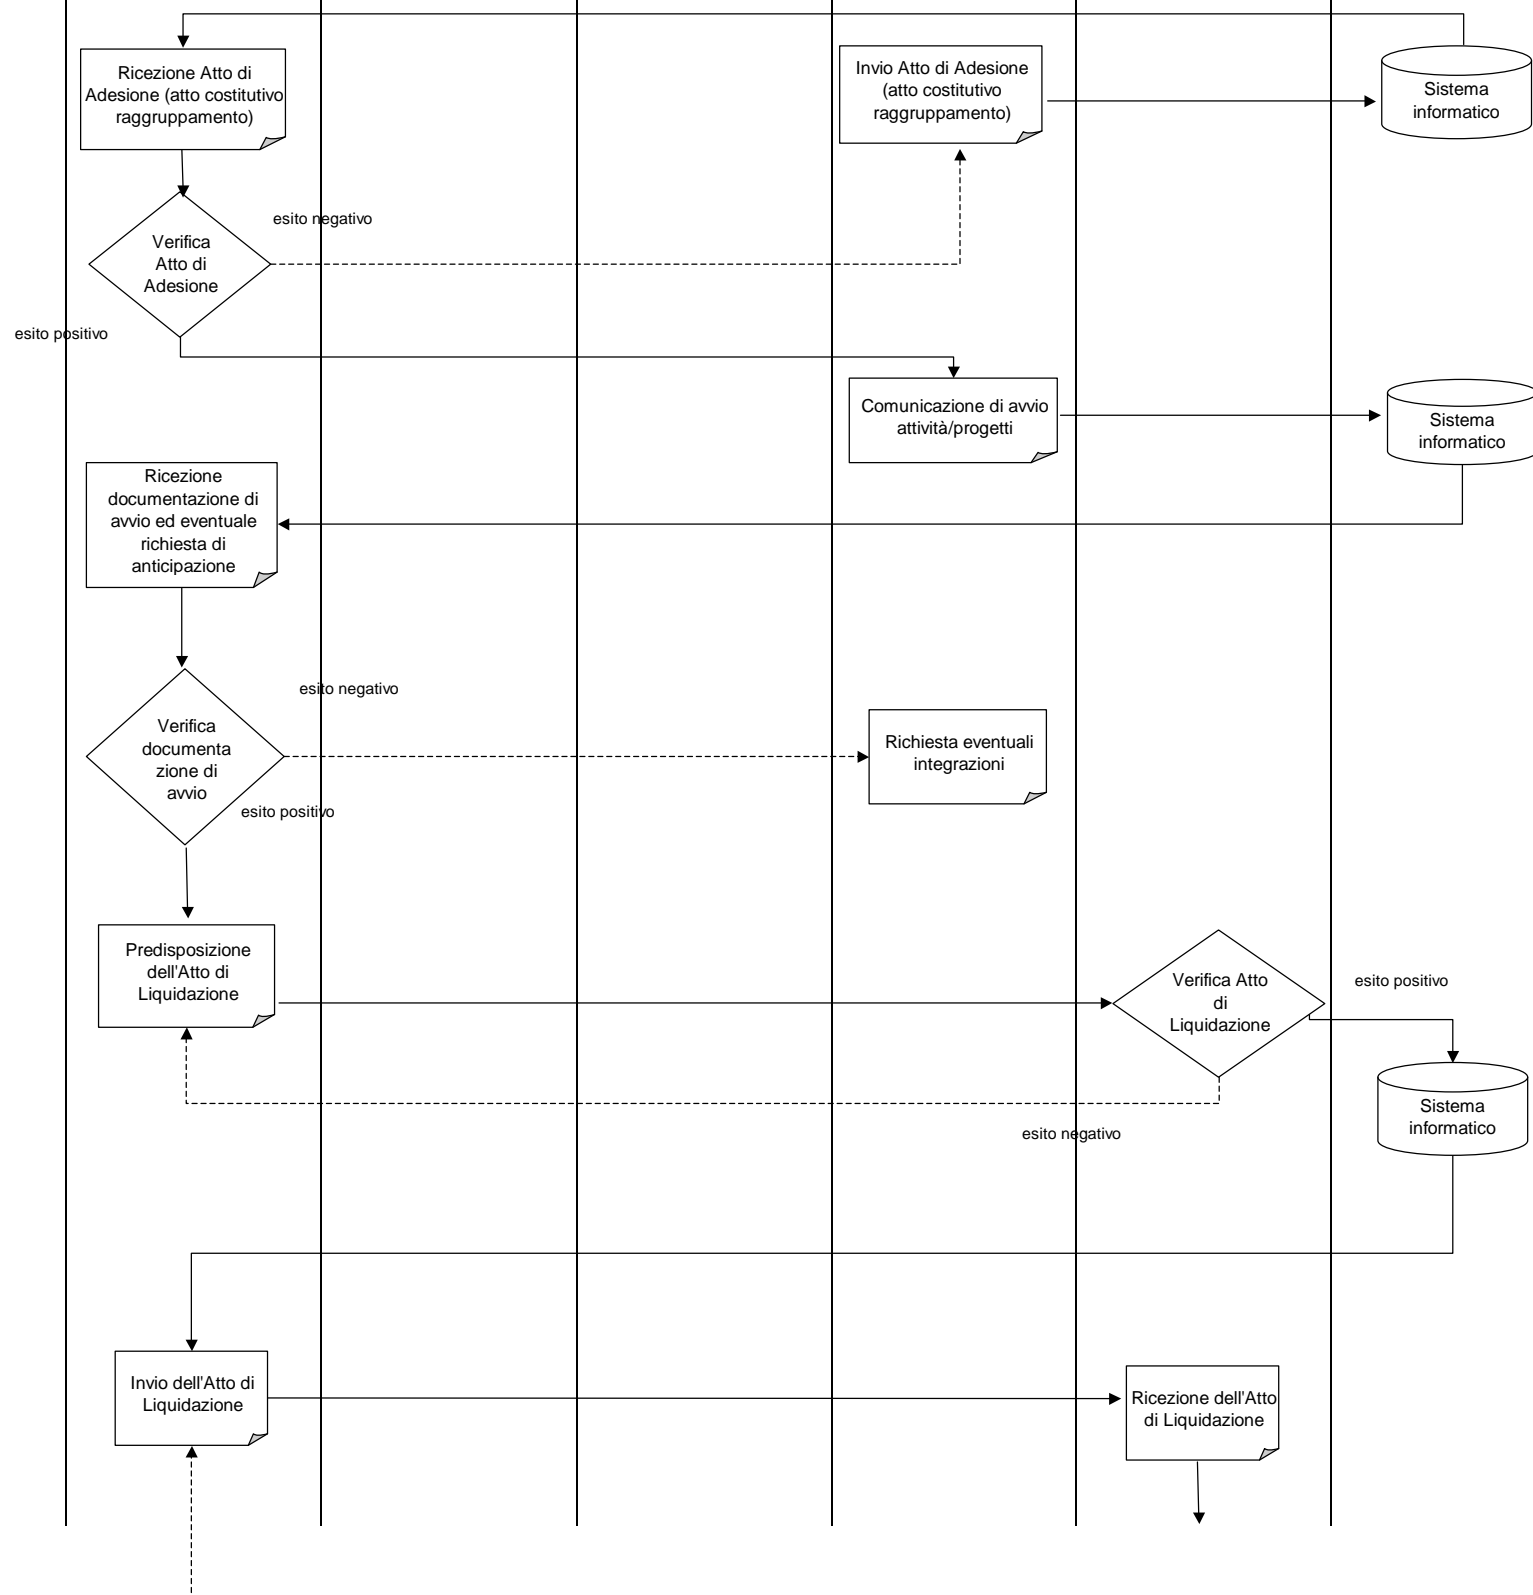 Ricezione Atto di
Adesione (atto costitutivo
raggruppamento)
Invio Atto di Adesione
(atto costitutivo
raggruppamento)
Sistema
informatico
esito negativo
Verifica
Atto di
Adesione
esito positivo
Comunicazione di avvio
attività/progetti
Sistema
informatico
Ricezione
documentazione di
avvio ed eventuale
richiesta di
anticipazione
esito negativo
Verifica
documenta
zione di
avvio
Richiesta eventuali
integrazioni
esito positivo
Predisposizione
dell'Atto di
Liquidazione
Verifica Atto
di
Liquidazione
esito positivo
Sistema
informatico
esito negativo
Invio dell'Atto di
Liquidazione
Ricezione dell'Atto
di Liquidazione